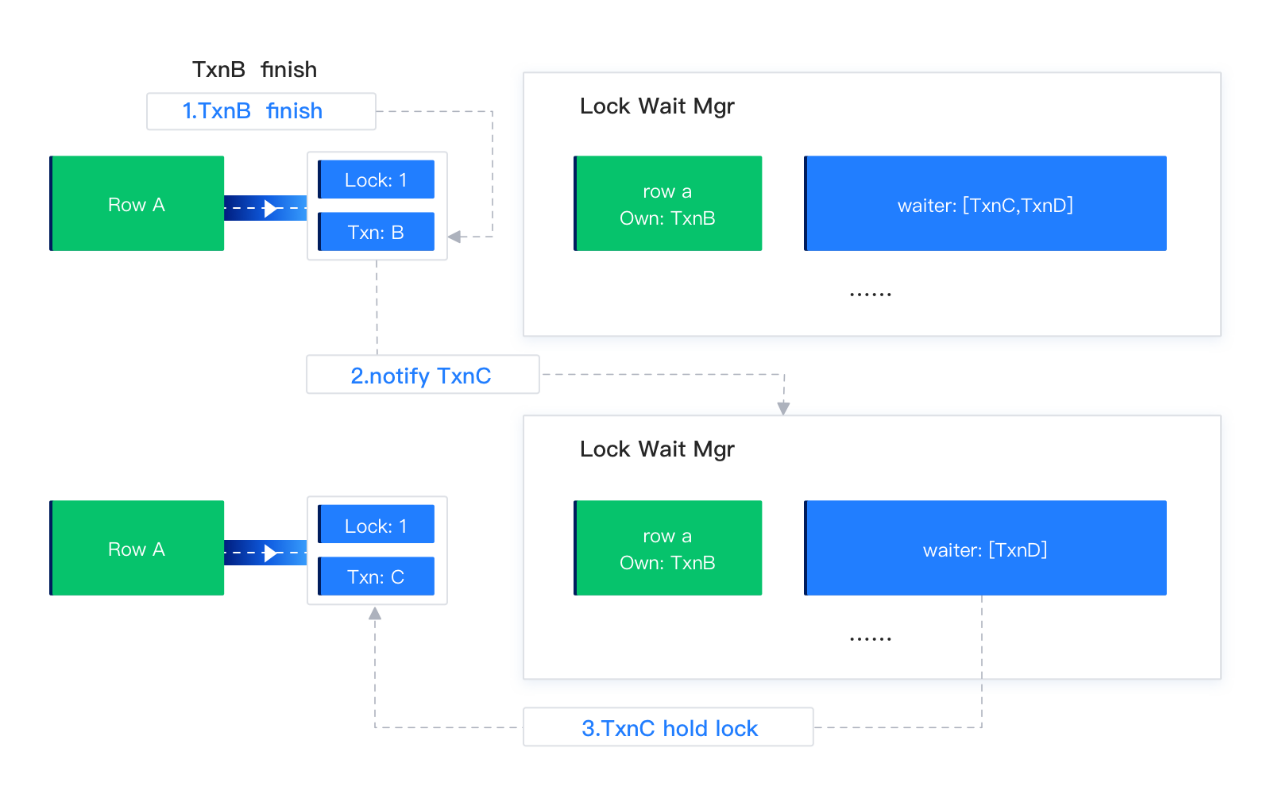 TxnB finish
1.TxnB finish
Lock Wait Mgr
Row A
Lock: 1
Txn: B
row a
Own: TxnB
waiter: [TxnC,TxnD]
......
2.notify TxnC
Lock Wait Mgr
Row A
Lock: 1
Txn: C
row a
Own: TxnB
waiter: [TxnD]
......
3.TxnC hold lock